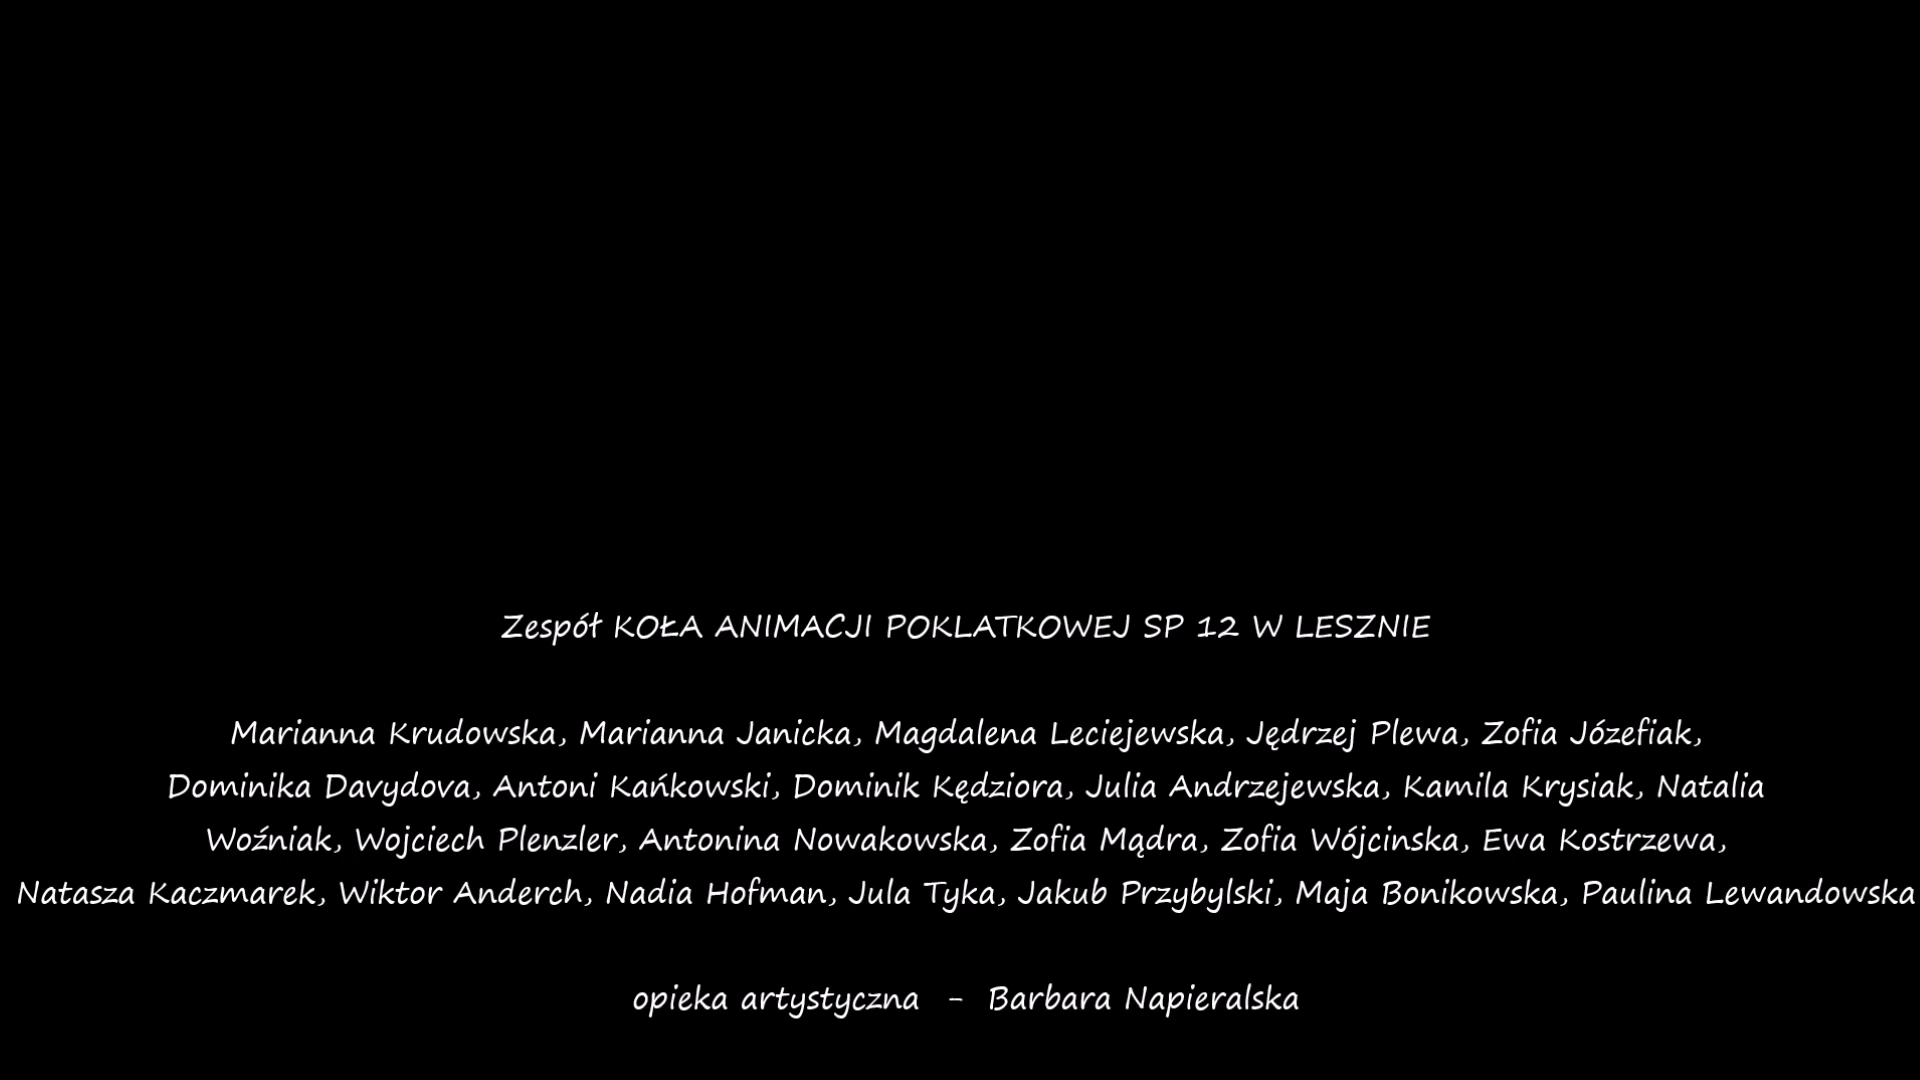 Zespół KOŁA ANIMACJI POKLATKOWEJ SP 12 W LESZNIE
Marianna Krudowska, Marianna Janicka, Magdalena Leciejewska, Jędrzej Plewa, Zofia Józefiak,
Dominika Davydova, Antoni Kańkowski, Dominik Kędziora, Julia Andrzejewska, Kamila Krysiak, Natalia
Woźniak, Wojciech Plenzler, Antonina Nowakowska, Zofia Mądra, Zofia Wójcinska, Ewa Kostrzewa,
Natasza Kaczmarek, Wiktor Anderch, Nadia Hofman, Jula Tyka, Jakub Przybylski, Maja Bonikowska, Paulina Lewandowska
opieka artystyczna - Barbara Napieralska